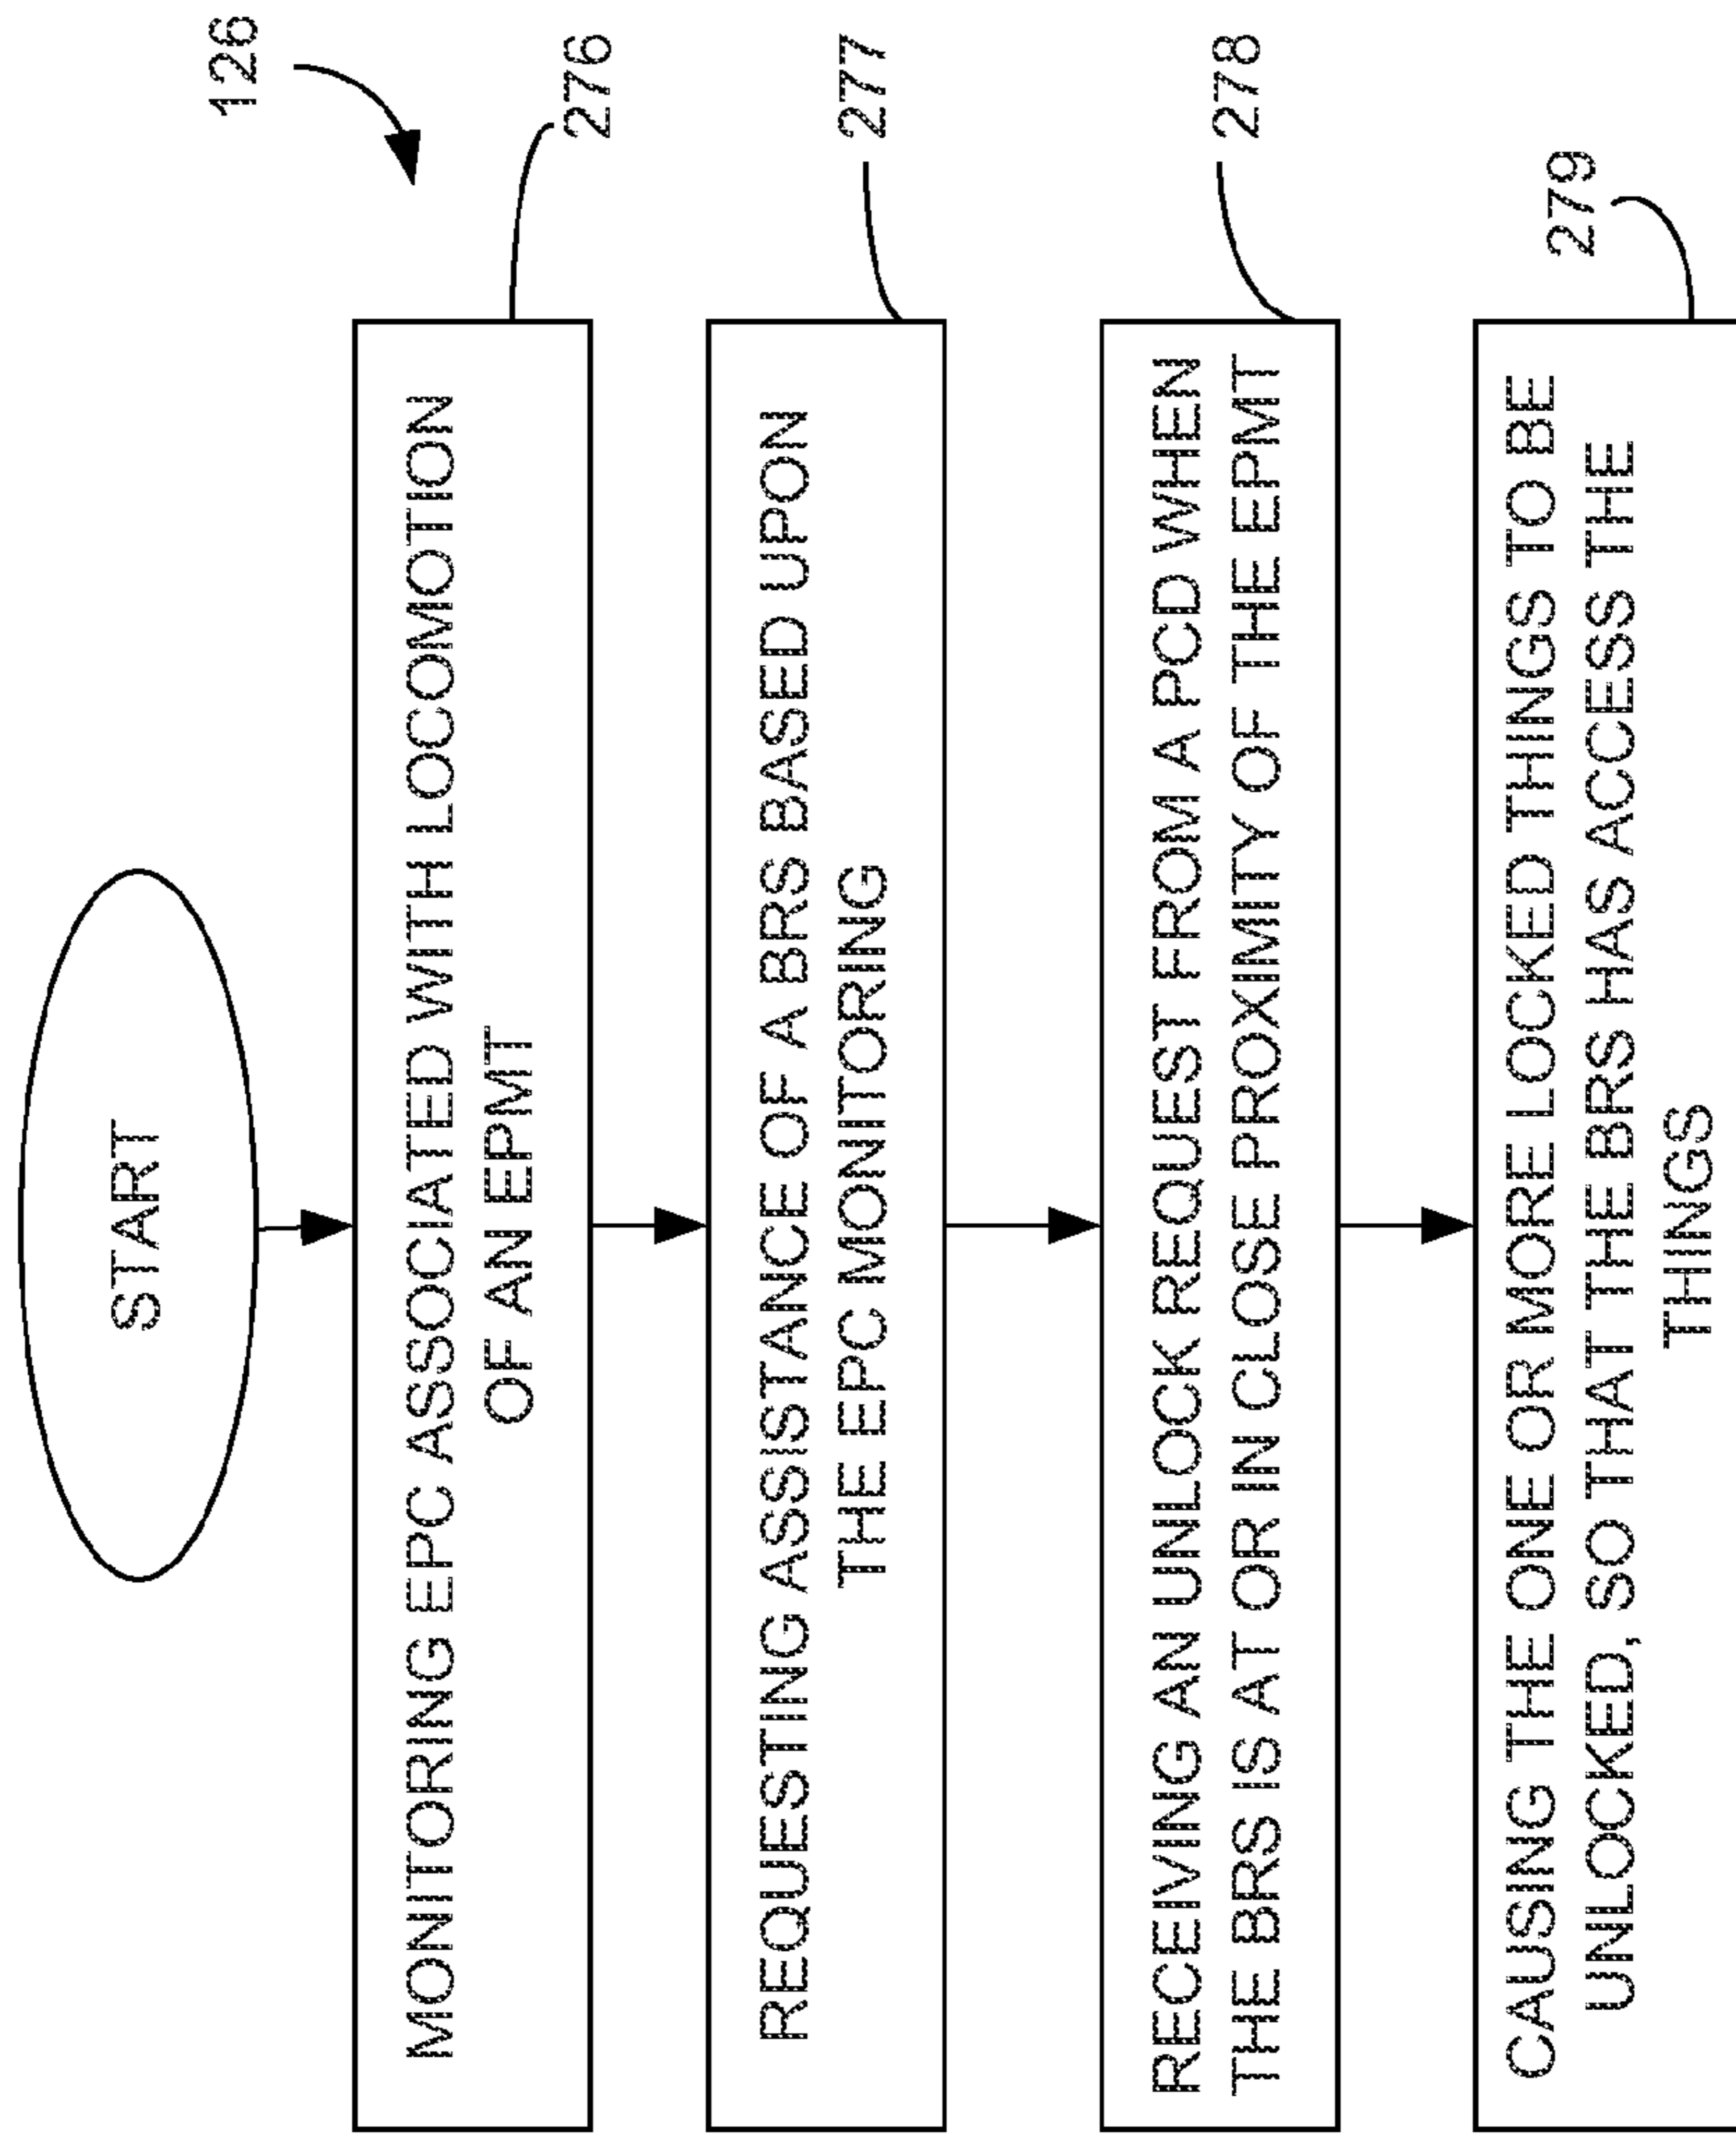 126
START
276
MONITORING EPC ASSOCIATED WITH LOCOMOTION
OF AN EPMT
277
REQUESTING ASSISTANCE OF A BRS BASED UPON
THE EPC MONITORING
278
RECEIVING AN UNLOCK REQUEST FROM A PCD WHEN
THE BRS IS AT OR IN CLOSE PROXIMITY OF THE EPMT
279
CAUSING THE ONE OR MORE LOCKED THINGS TO BE
UNLOCKED, SO THAT THE BRS HAS ACCESS THE
THINGS